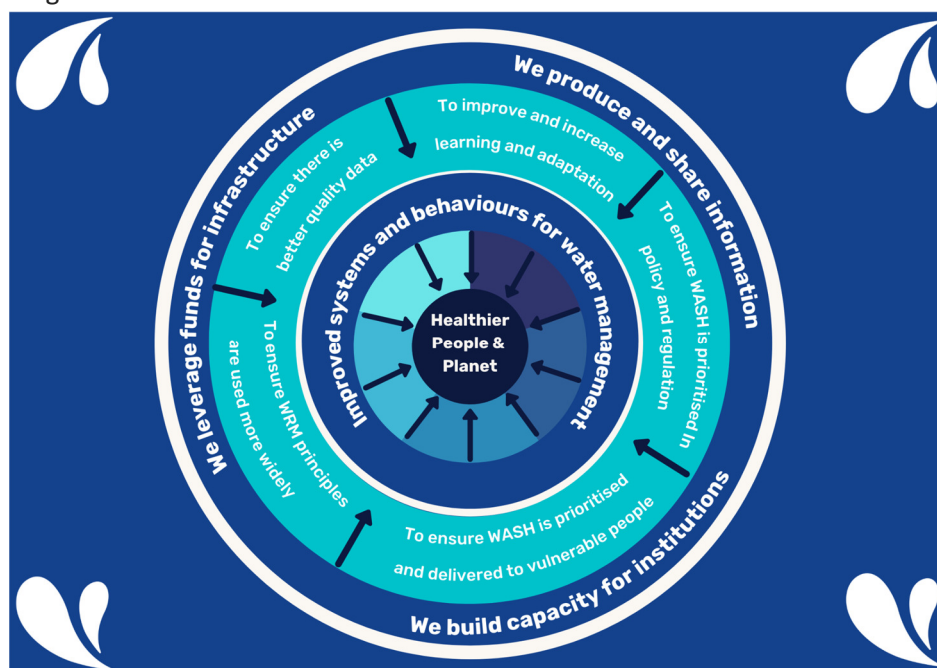 We produce and share information
We build capacity for institutions
We leverage funds for infrastructure
To improve and increase
learning and adaptation
To ensure WASH is prioritised In
policy and regulation
To ensure WASH is prioritised
and delivered to vulnerable people
To ensure WRM principles
are used more widely
To ensure there is
better quality data
Improved systems and behaviours for water management
Healthier
People &
Planet